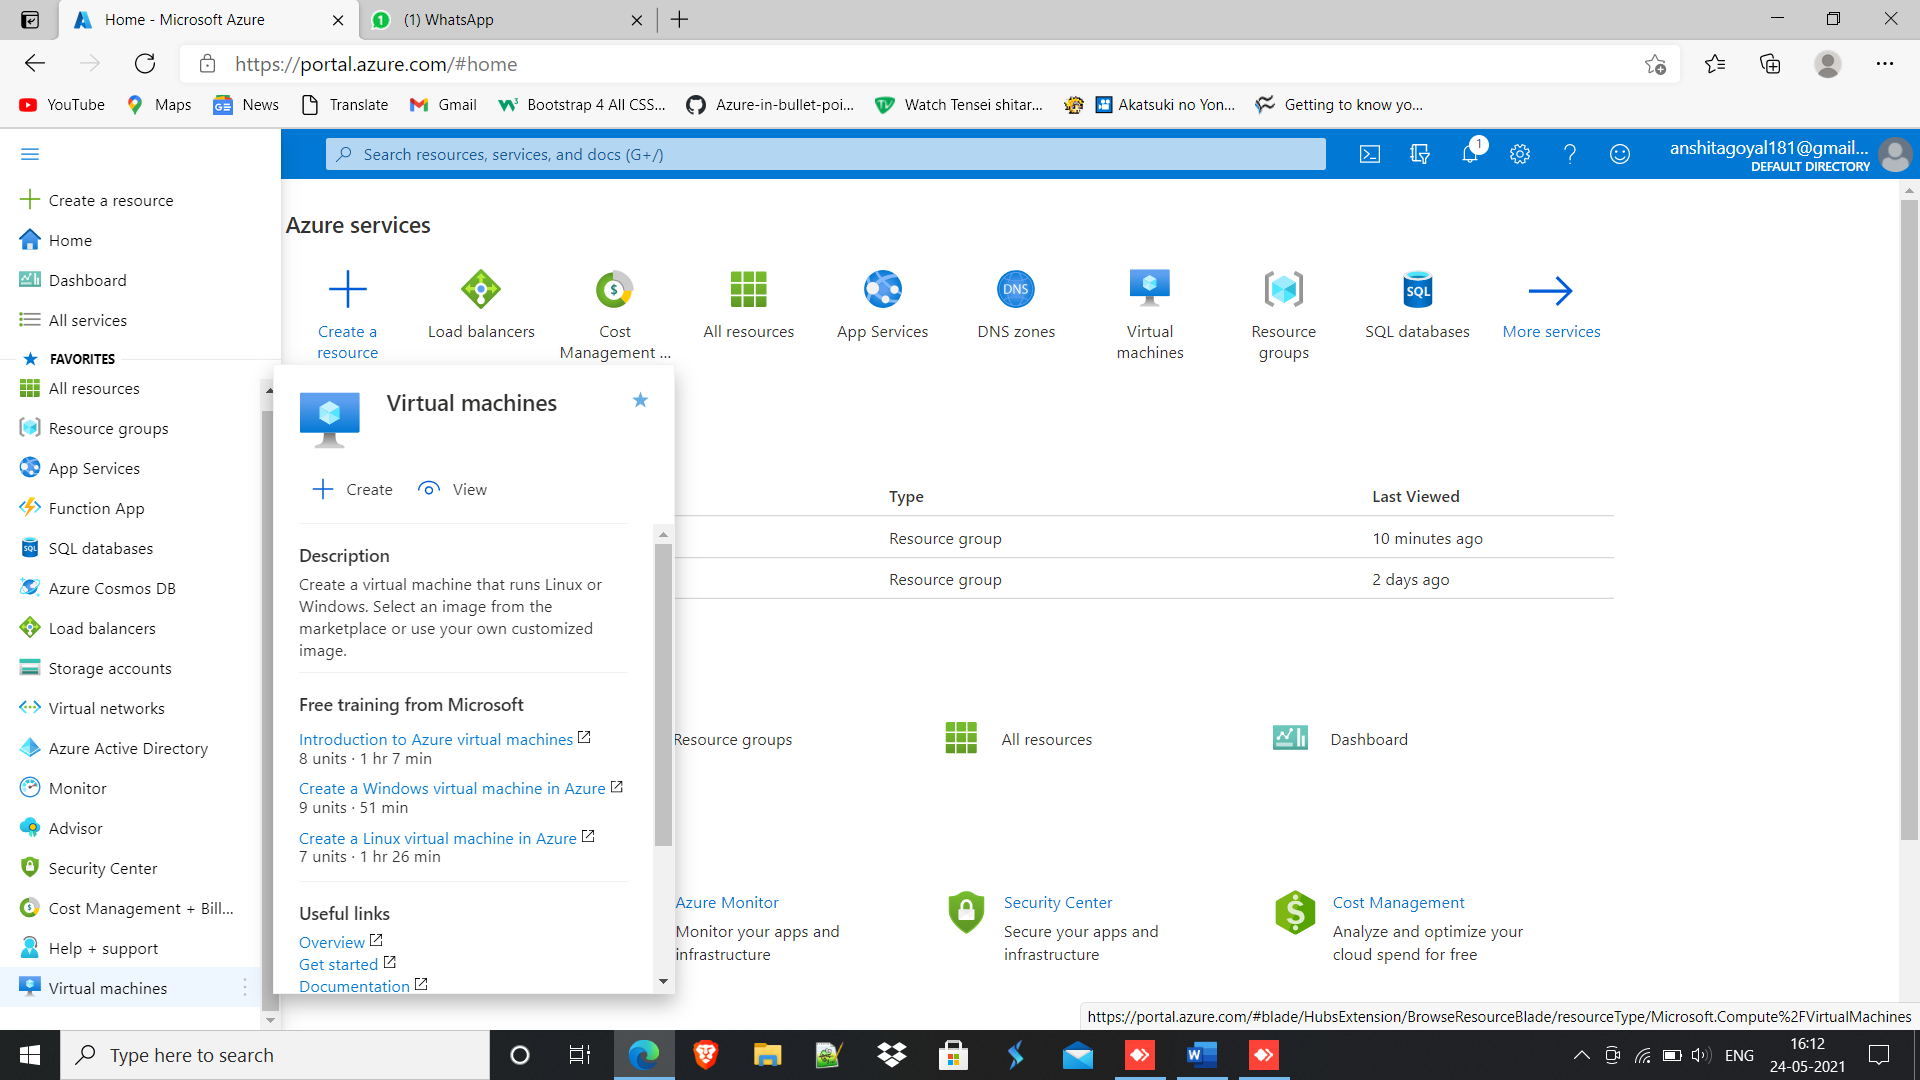 Home - Microsoft Azure
(1) WhatsApp
https://portal.azure.com/#home
YouTube
Maps
News
Translate
Gmail
Bootstrap 4 All CSS...
Azure-in-bullet-poi...
Watch Tensei shitar...
Akatsuki no Yon...
Getting to know yo...
Search resources, services, and docs (G+/)
1
anshitagoyal181@gmail...
DEFAULT DIRECTORY
Create a resource
Home
Dashboard
All services
FAVORITES
All resources
Resource groups
App Services
Function App
SQL databases
Azure Cosmos DB
Load balancers
Storage accounts
Virtual networks
Azure Active Directory
Monitor
Advisor
Security Center
Cost Management + Bill...
Help + support
Virtual machines
Azure services
Create a
resource
Load balancers
Cost
Management ...
All resources
App Services
DNS
DNS zones
Virtual
machines
Resource
groups
SQL
SQL databases
More services
Virtual machines
Create
View
Description
Create a virtual machine that runs Linux or
Windows. Select an image from the
marketplace or use your own customized
image.
Free training from Microsoft
Introduction to Azure virtual machines
8 units · 1 hr 7 min
Create a Windows virtual machine in Azure
9 units · 51 min
Create a Linux virtual machine in Azure
7 units · 1 hr 26 min
Useful links
Overview
Get started
Documentation
Type
Last Viewed
Resource group
10 minutes ago
Resource group
2 days ago
Resource groups
All resources
Dashboard
Azure Monitor
Monitor your apps and
infrastructure
Security Center
Secure your apps and
infrastructure
Cost Management
Analyze and optimize your
cloud spend for free
https://portal.azure.com/#blade/HubsExtension/BrowseResourceBlade/resourceType/Microsoft.Compute%2FVirtualMachines
Type here to search
ENG
16:12
24-05-2021